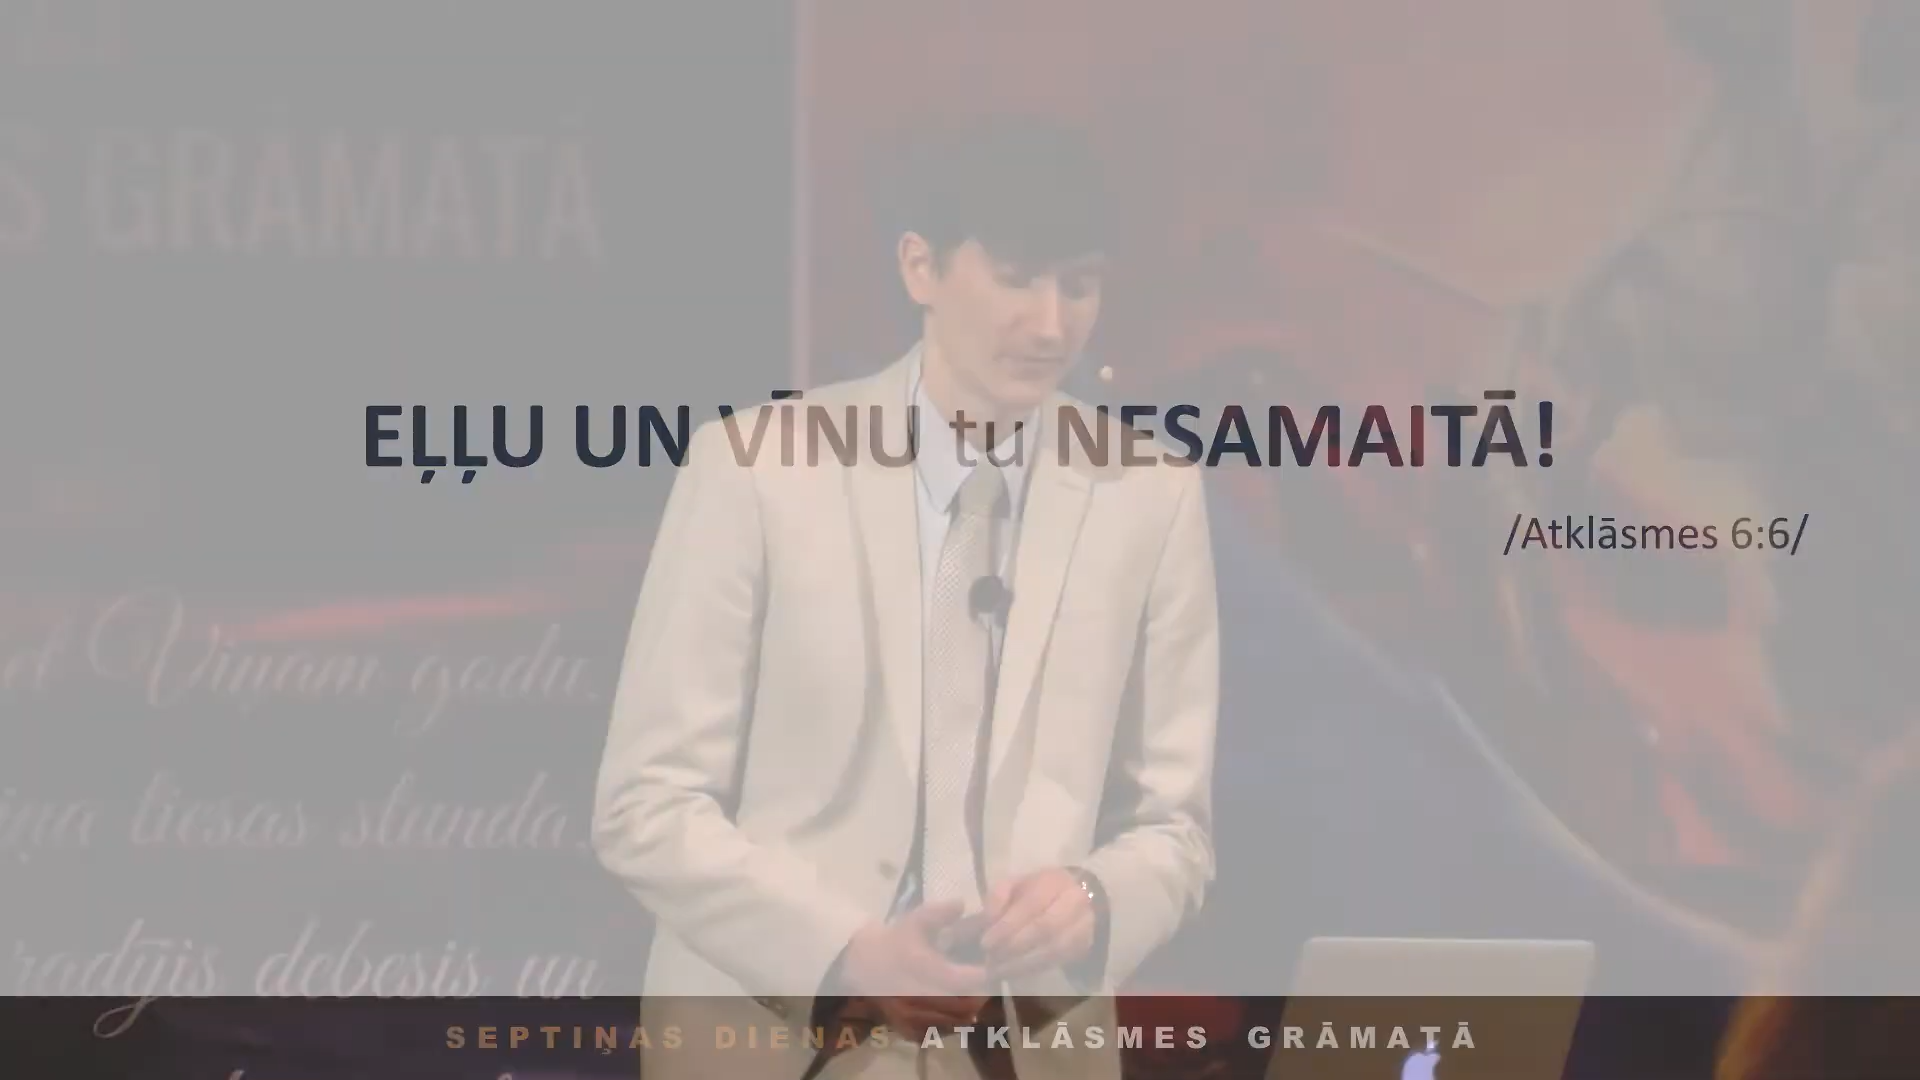 S GRĀMATĀ
EĻĻU UN VĪNU tu NESAMAITĀ!
/Atklāsmes 6:6/
Viņam godu,
tiesas stunda.
radījis debesis un
SEPTIŅAS DIENAS ATKLĀSMES GRĀMATĀ